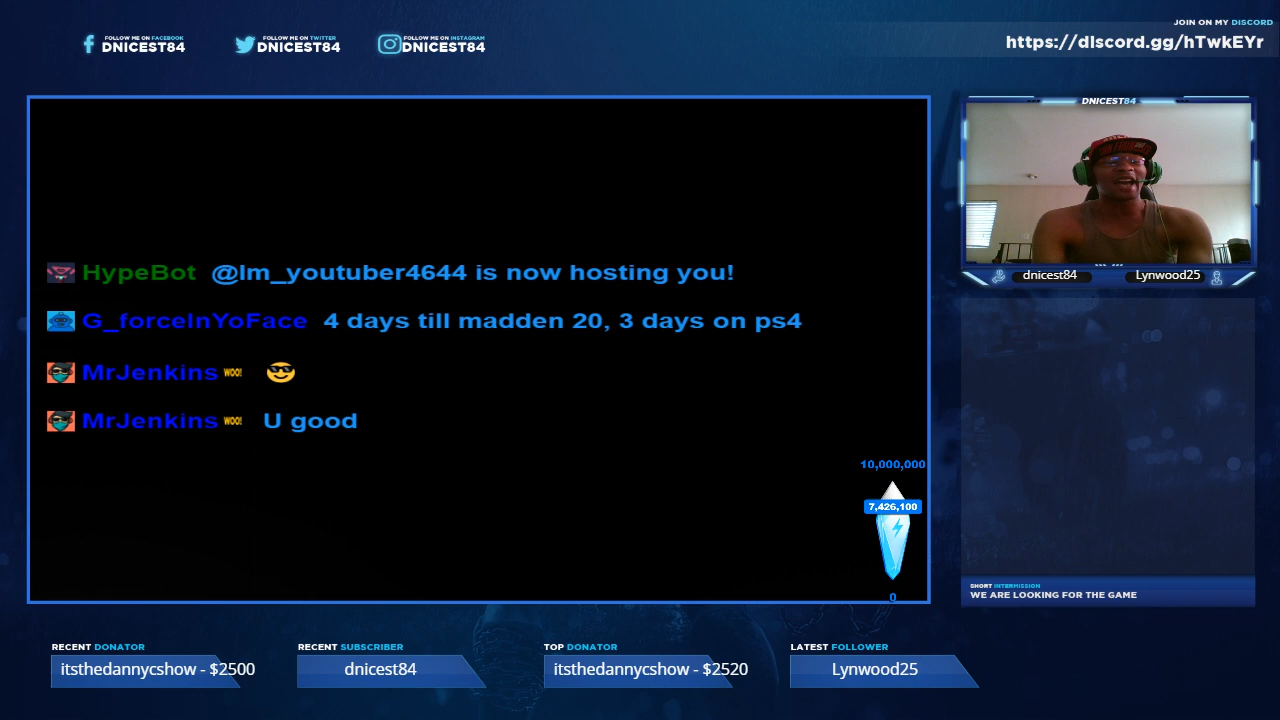 FOLLOW ME ON FACEBOOK
DNICEST84
FOLLOW ME ON TWITTER
DNICEST84
FOLLOW ME ON INSTAGRAM
DNICEST84
JOIN ON MY DISCORD
https://discord.gg/hTwkEYr
DNICEST84
HypeBot @Im_youtuber4644 is now hosting you!
G_forceInYoFace 4 days till madden 20, 3 days on ps4
MrJenkins WOO! 😎
MrJenkins WOO! U good
dnicest84
Lynwood25
10,000,000
7,426,100
0
SHORT INTERMISSION
WE ARE LOOKING FOR THE GAME
RECENT DONATOR
itsthedannycshow - $2500
RECENT SUBSCRIBER
dnicest84
TOP DONATOR
itsthedannycshow - $2520
LATEST FOLLOWER
Lynwood25